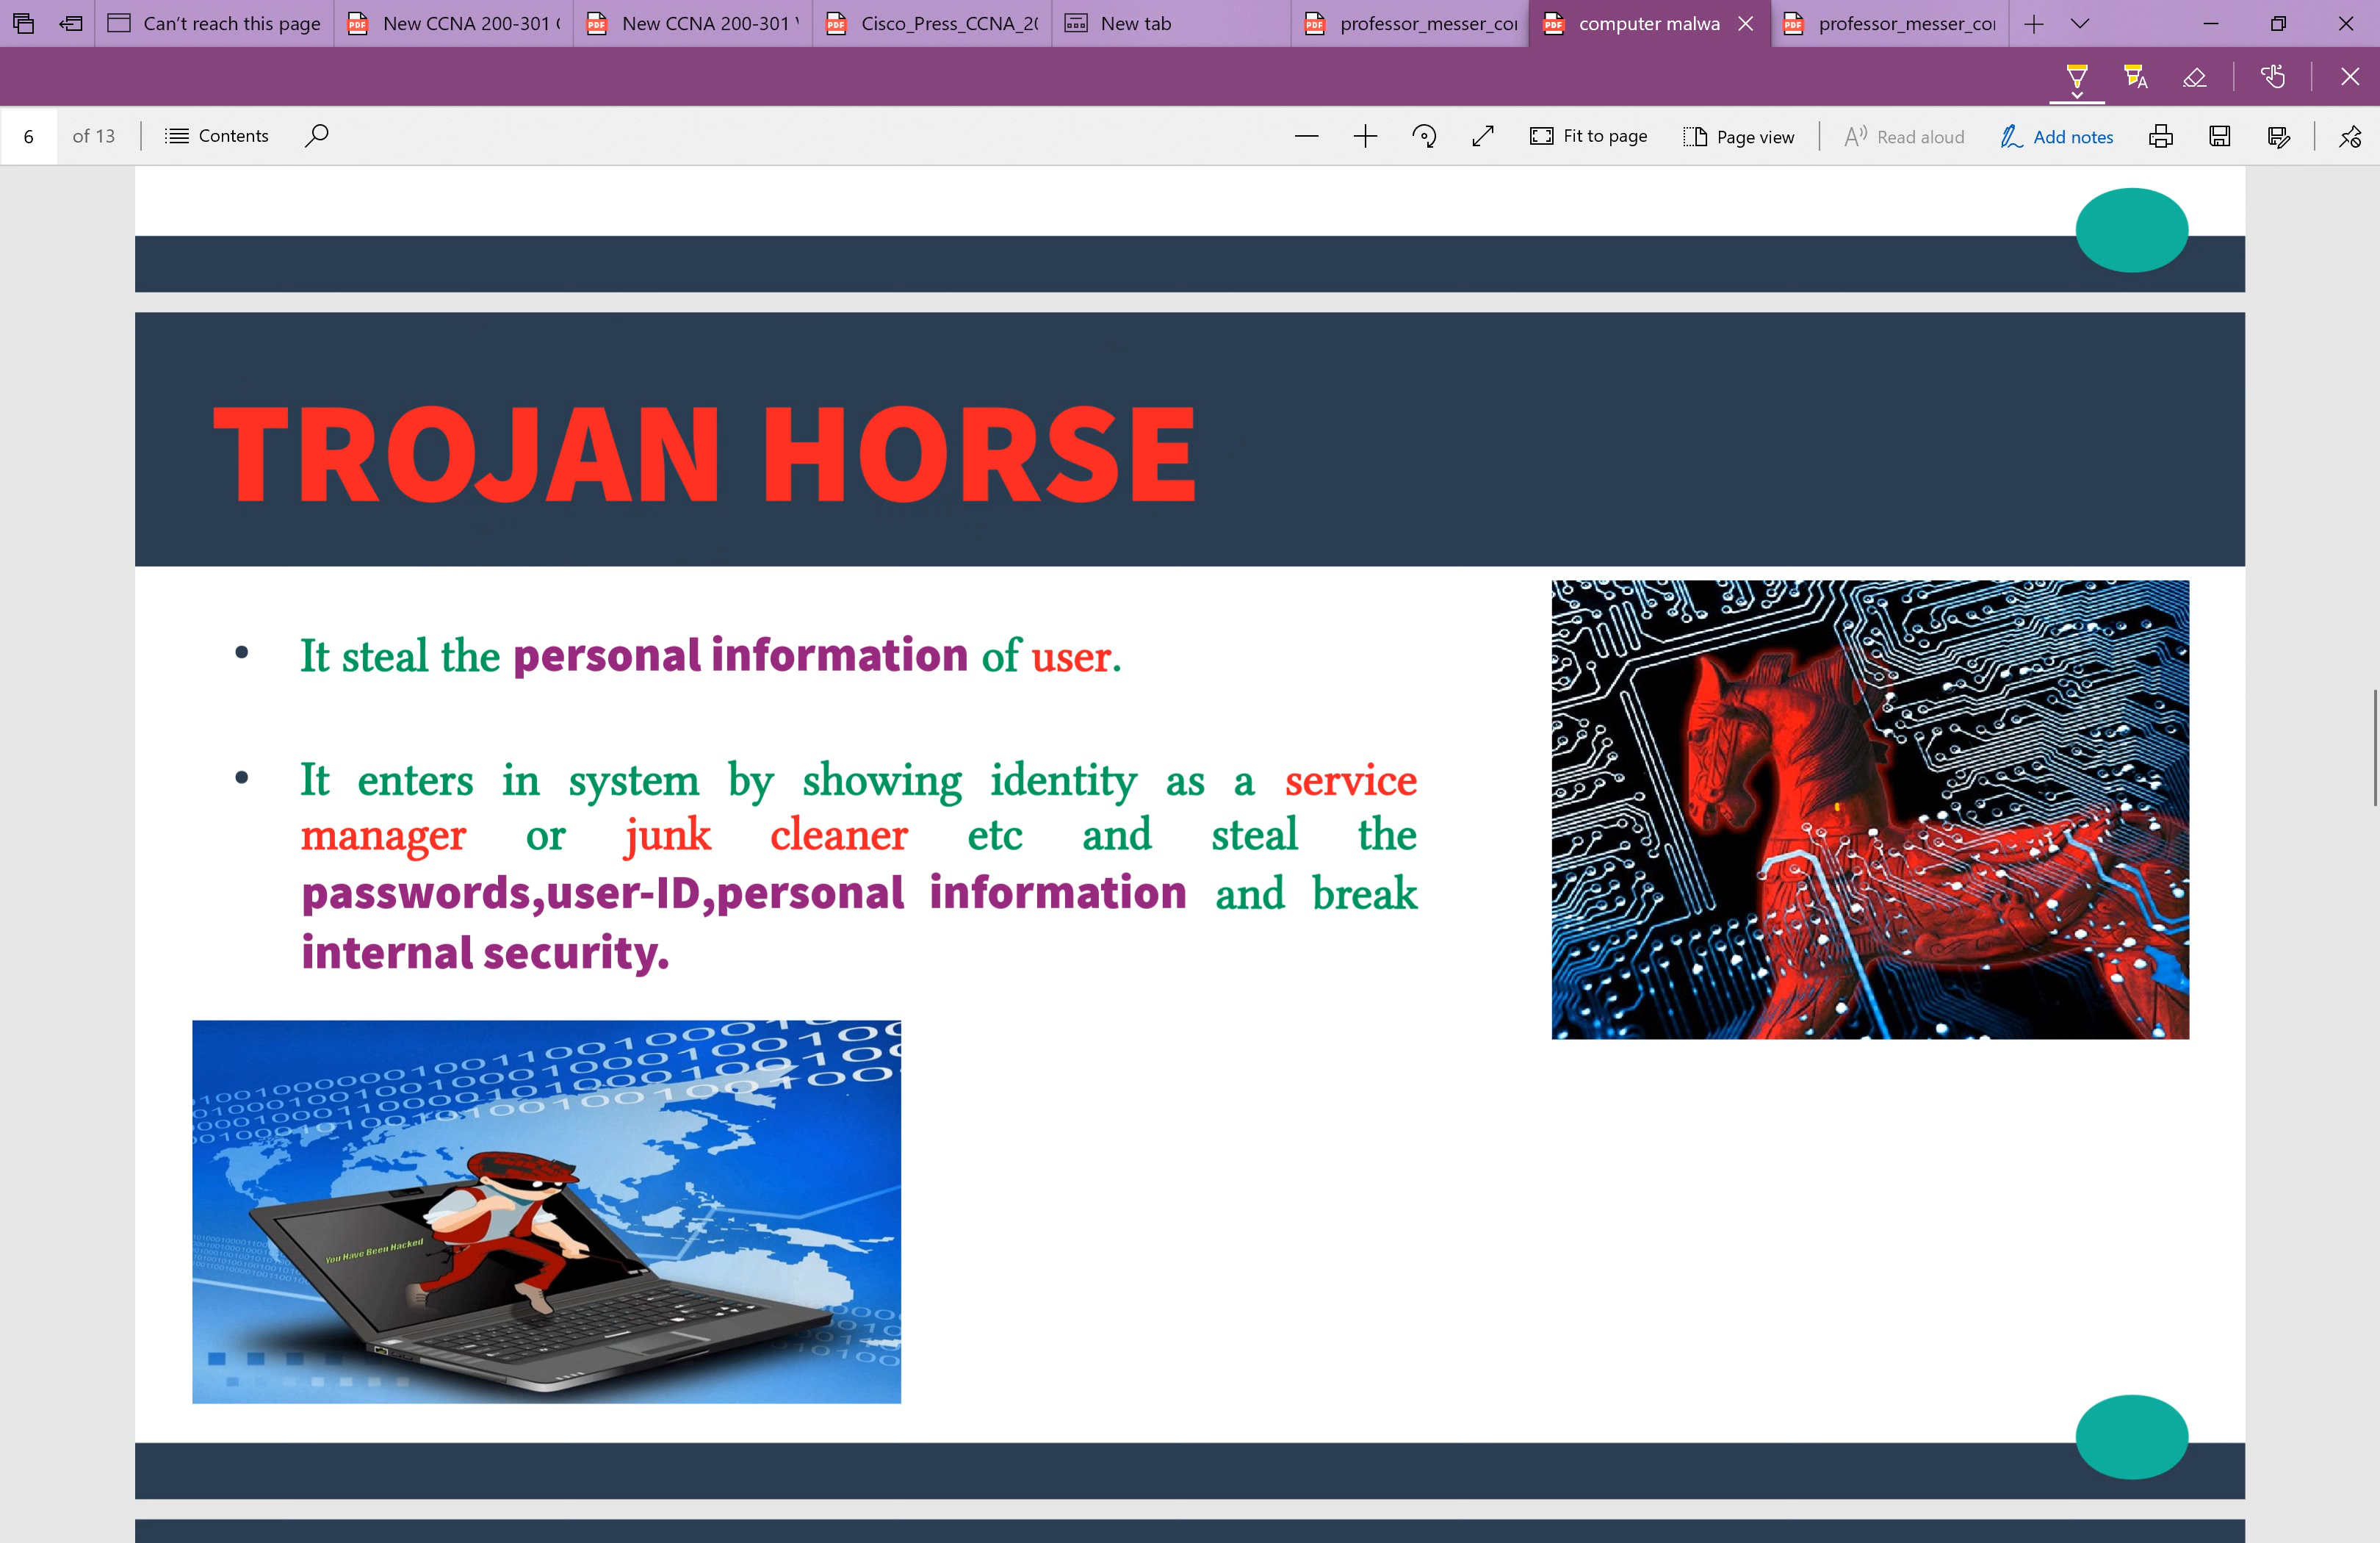 Can't reach this page
New CCNA 200-301
New CCNA 200-301
Cisco_Press_CCNA_20
New tab
professor_messer_co
computer malwa
professor_messer_co
6 of 13
Contents
Fit to page
Page view
Read aloud
Add notes
TROJAN HORSE
• It steal the personal information of user.
• It enters in system by showing identity as a service
manager or junk cleaner etc and steal the
passwords,user-ID,personal information and break
internal security.
You Have Been Hacked